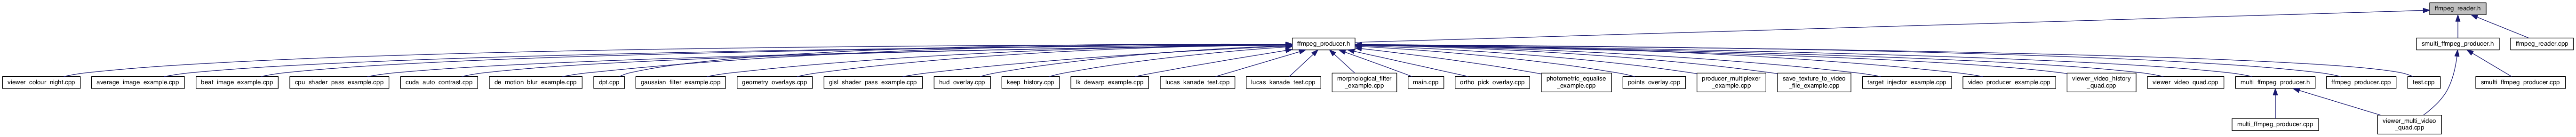 ffmpeg_reader.h
ffmpeg_producer.h
smulti_ffmpeg_producer.h
ffmpeg_reader.cpp
viewer_colour_night.cpp
average_image_example.cpp
beat_image_example.cpp
cpu_shader_pass_example.cpp
cuda_auto_contrast.cpp
de_motion_blur_example.cpp
dpt.cpp
gaussian_filter_example.cpp
geometry_overlays.cpp
glsl_shader_pass_example.cpp
hud_overlay.cpp
keep_history.cpp
lk_dewarp_example.cpp
lucas_kanade_test.cpp
lucas_kanade_test.cpp
morphological_filter
_example.cpp
main.cpp
ortho_pick_overlay.cpp
photometric_equalise
_example.cpp
points_overlay.cpp
producer_multiplexer
_example.cpp
save_texture_to_video
_file_example.cpp
target_injector_example.cpp
video_producer_example.cpp
viewer_video_history
_quad.cpp
viewer_video_quad.cpp
multi_ffmpeg_producer.h
ffmpeg_producer.cpp
test.cpp
smulti_ffmpeg_producer.cpp
multi_ffmpeg_producer.cpp
viewer_multi_video
_quad.cpp